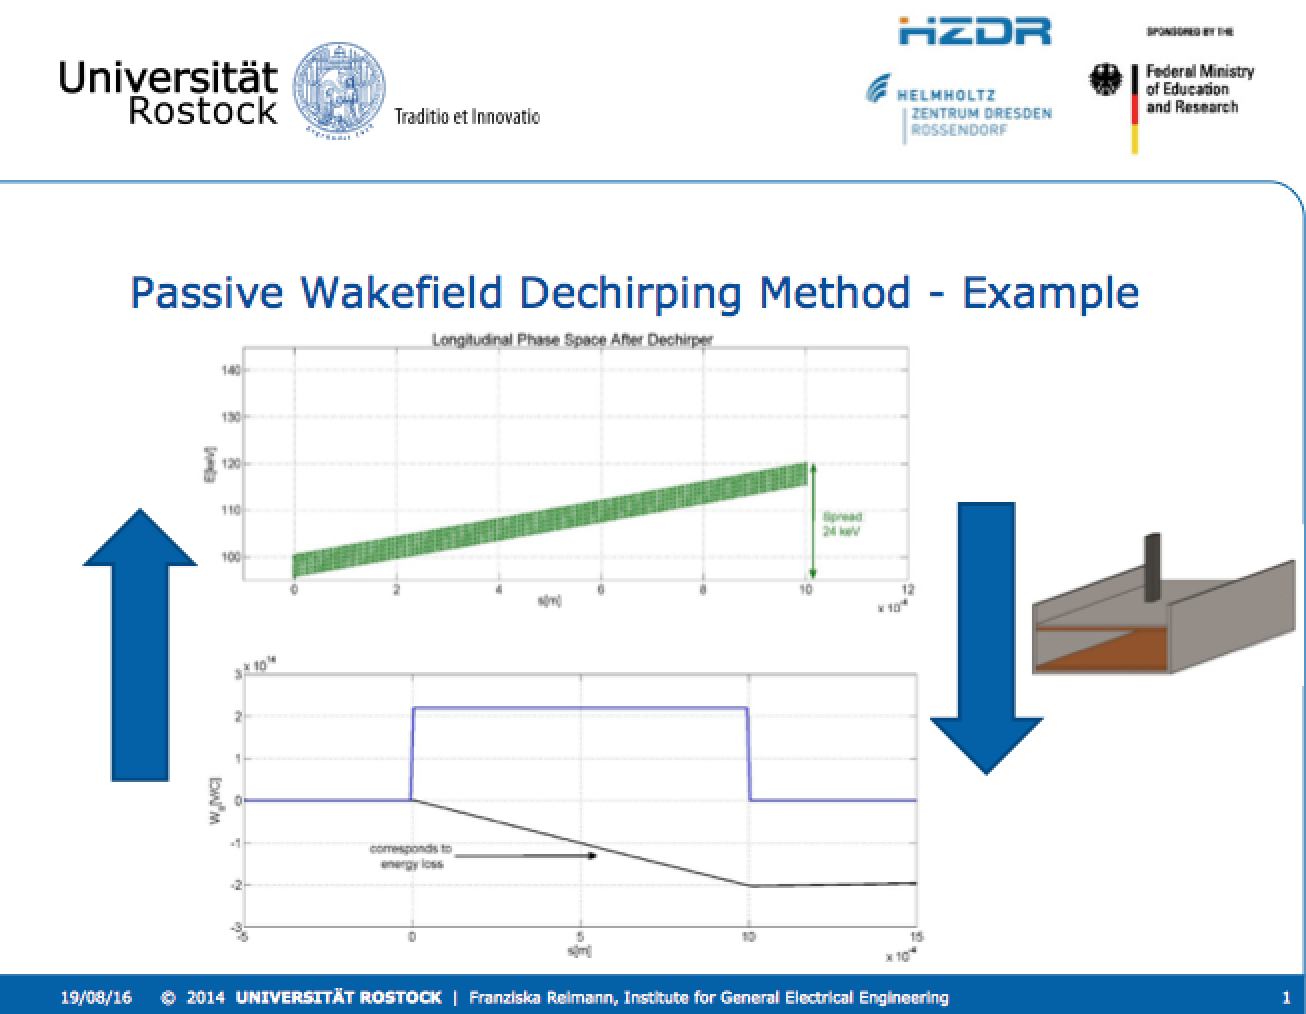 Universität
Rostock
Traditio et Innovatio
HZDR
HELMHOLTZ
ZENTRUM DRESDEN
ROSSENDORF
SPONSORED BY THE
Federal Ministry
of Education
and Research
Passive Wakefield Dechirping Method - Example
Longitudinal Phase Space After Dechirper
140
130
120
110
100
E[keV]
Spread
24 keV
0 2 4 6 8 10 12
s[m]
x 10⁻⁴
x 10¹⁴
3
2
1
0
-1
-2
-3
corresponds to
energy loss
-5 0 5 10 15
s[m]
x 10⁻⁴
19/08/16 © 2014 UNIVERSITÄT ROSTOCK | Franziska Reimann, Institute for General Electrical Engineering 1